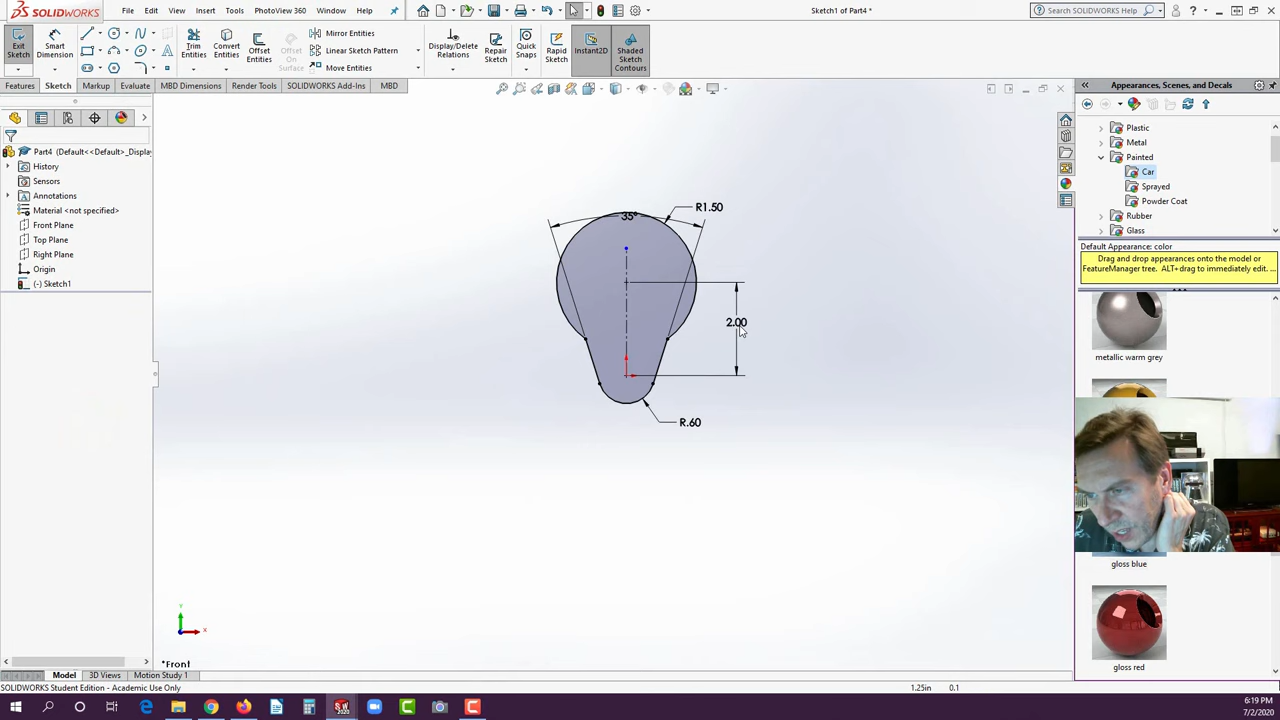 SOLIDWORKS
File
Edit
View
Insert
Tools
PhotoView 360
Window
Help
Sketch1 of Part4 *
Search SOLIDWORKS Help
Exit Sketch
Smart Dimension
Trim Entities
Convert Entities
Offset Entities
Offset On Surface
Mirror Entities
Linear Sketch Pattern
Move Entities
Display/Delete Relations
Repair Sketch
Quick Snaps
Rapid Sketch
Instant2D
Shaded Sketch Contours
Features
Sketch
Markup
Evaluate
MBD Dimensions
Render Tools
SOLIDWORKS Add-Ins
MBD
Appearances, Scenes, and Decals
Plastic
Metal
Painted
Car
Sprayed
Powder Coat
Rubber
Glass
Default Appearance: color
Drag and drop appearances onto the model or
FeatureManager tree. ALT+drag to immediately edit...
metallic warm grey
gloss blue
gloss red
Part4 (Default<<Default>_Display
History
Sensors
Annotations
Material <not specified>
Front Plane
Top Plane
Right Plane
Origin
(-) Sketch1
35°
R1.50
2.00
R.60
Y
X
*Front
Model
3D Views
Motion Study 1
SOLIDWORKS Student Edition - Academic Use Only
1.25in
0.1
6:19 PM
7/2/2020